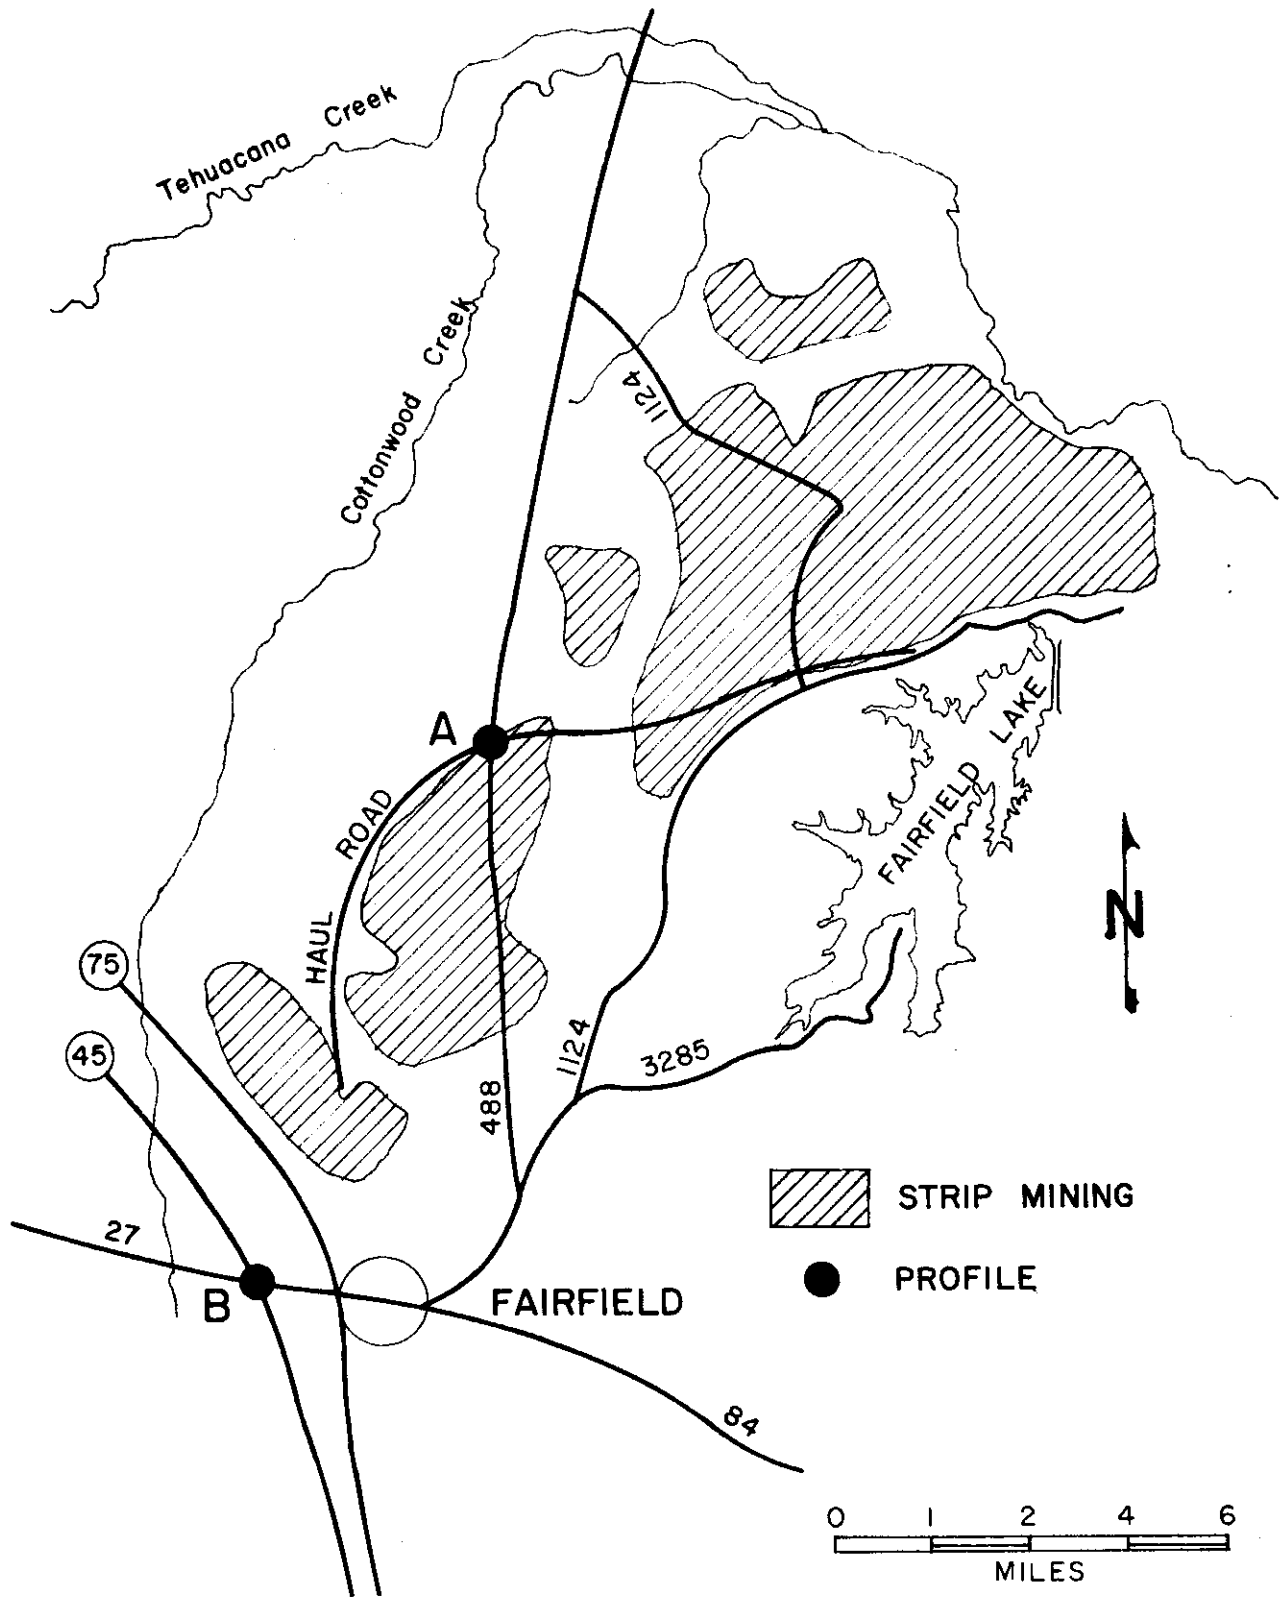 Tehuacana Creek
Cottonwood Creek
1124
A
HAUL ROAD
FAIRFIELD LAKE
N
75
45
1124
3285
488
STRIP MINING
27
B
PROFILE
FAIRFIELD
84
0 1 2 4 6
MILES